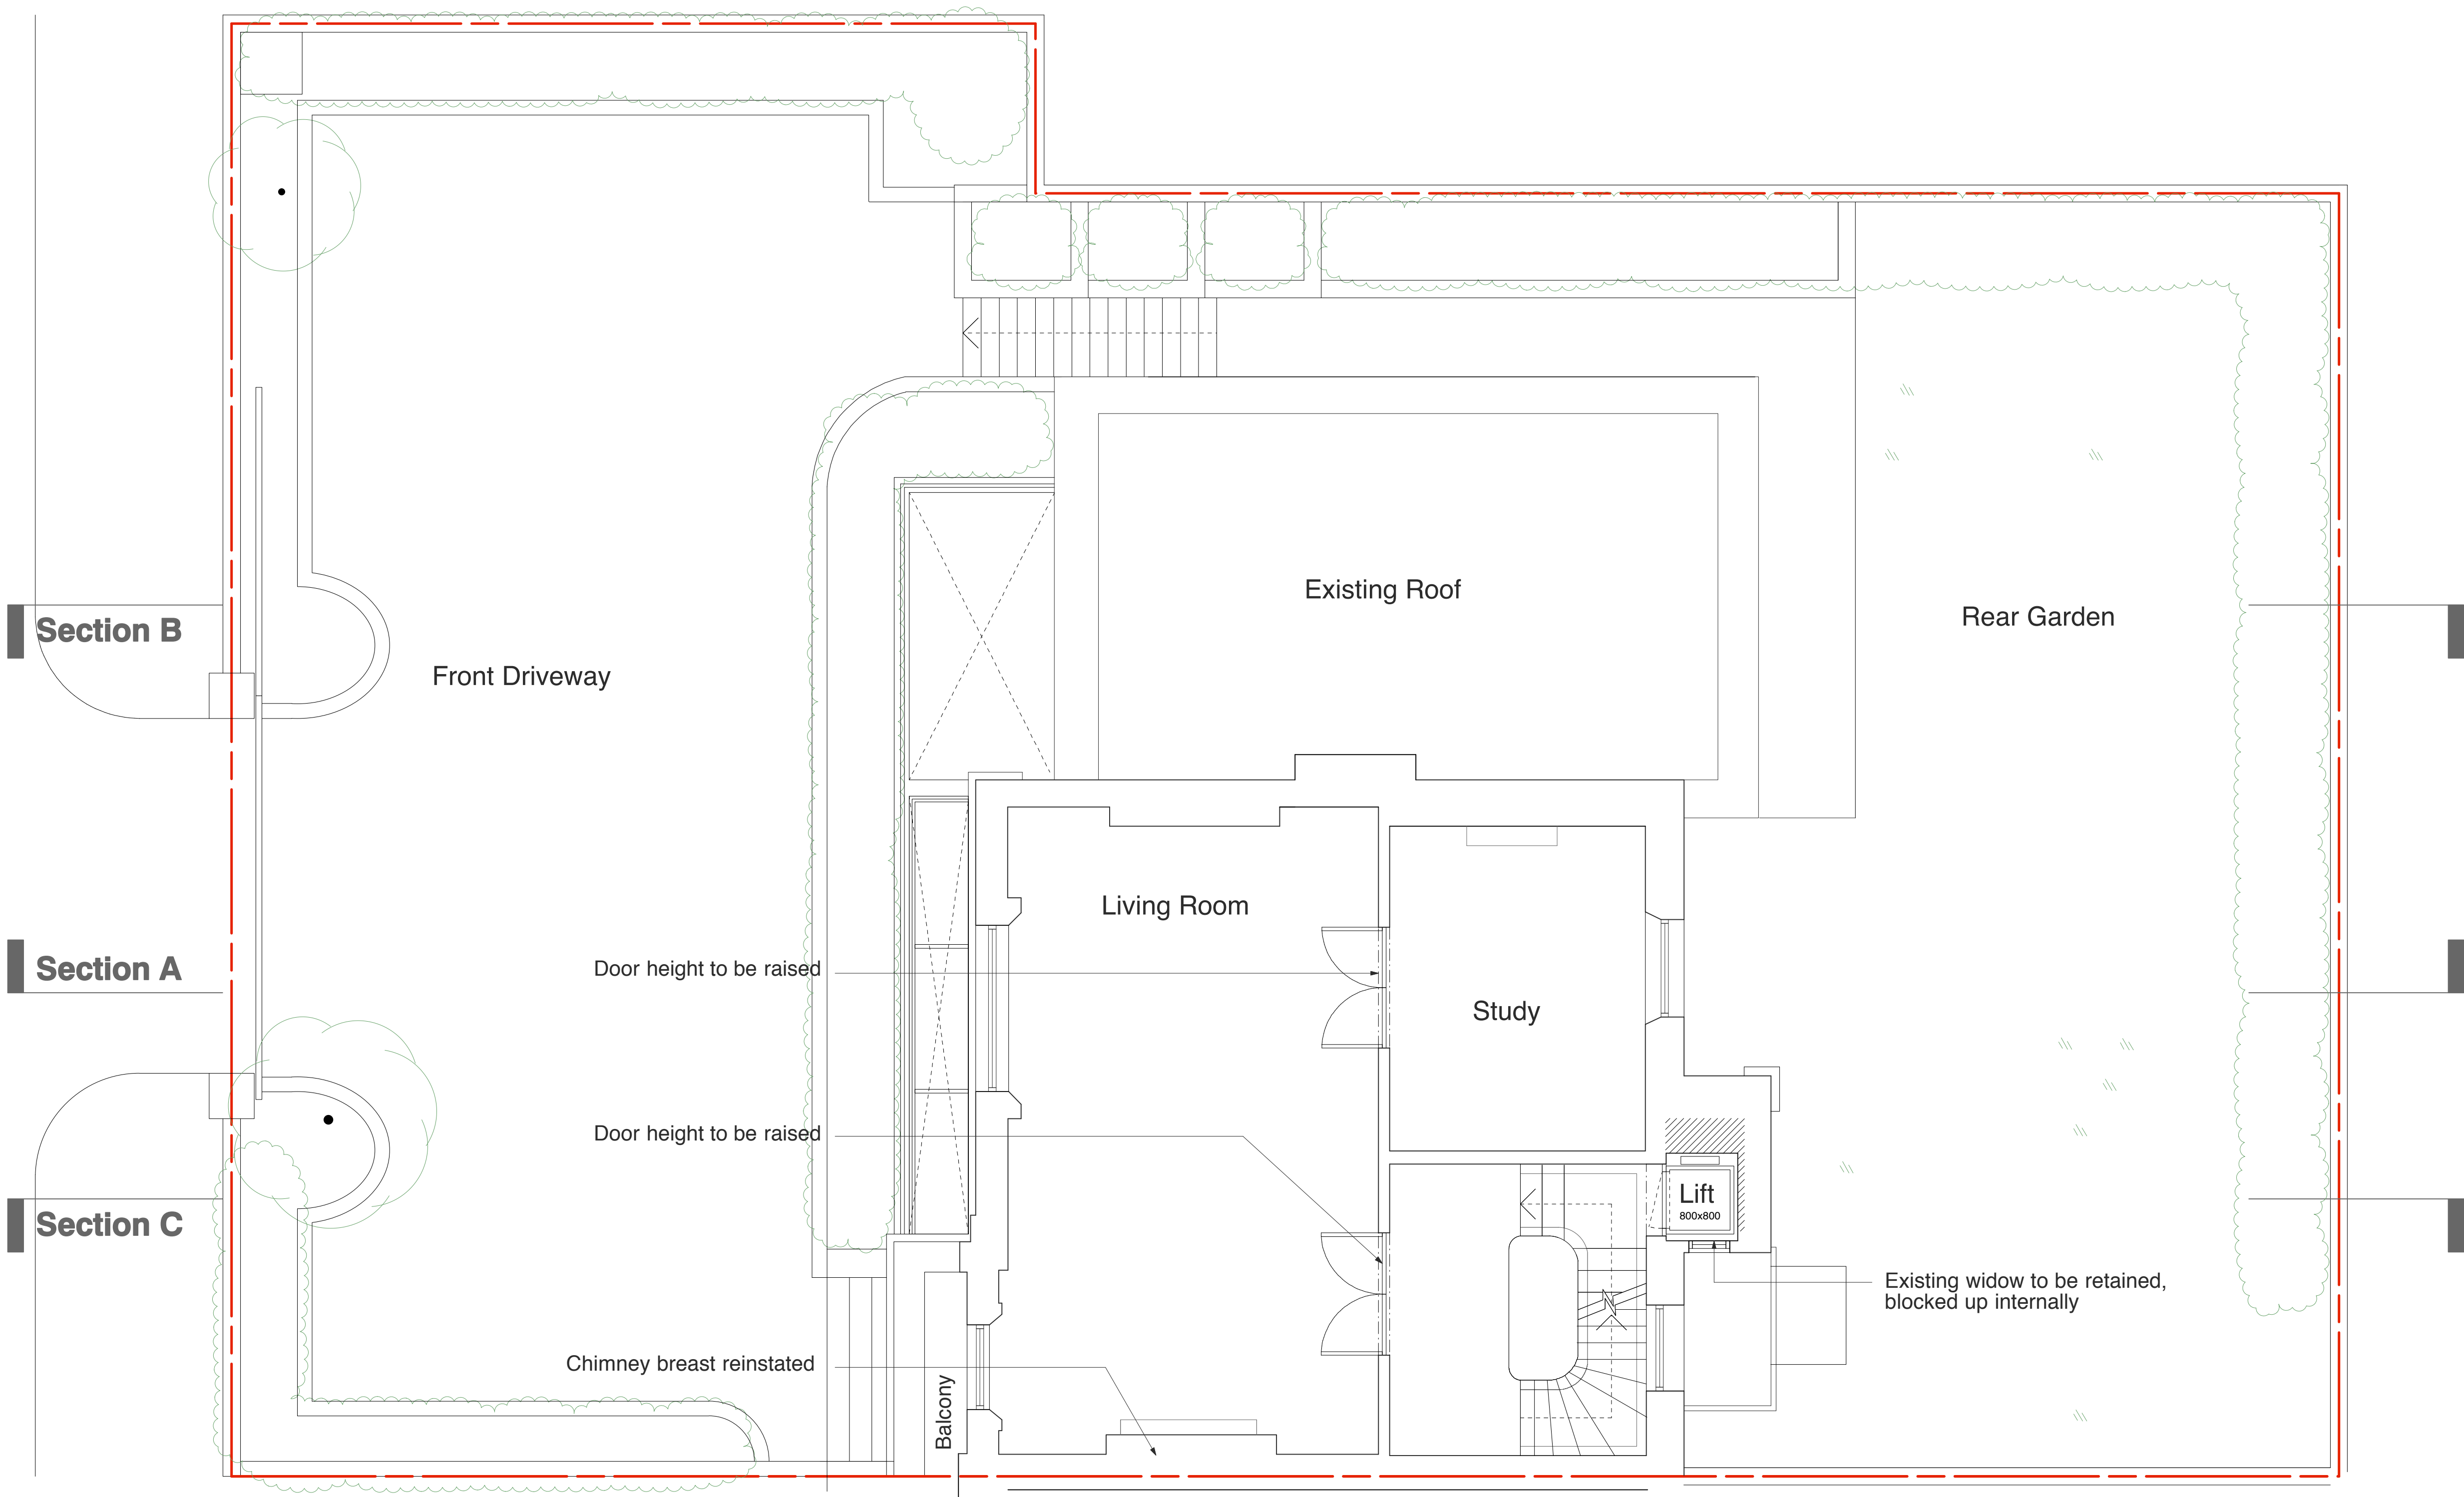 Existing Roof
Rear Garden
Section B
Front Driveway
Living Room
Door height to be raised
Section A
Study
Door height to be raised
Lift
800x800
Section C
Existing widow to be retained,
blocked up internally
Chimney breast reinstated
Balcony